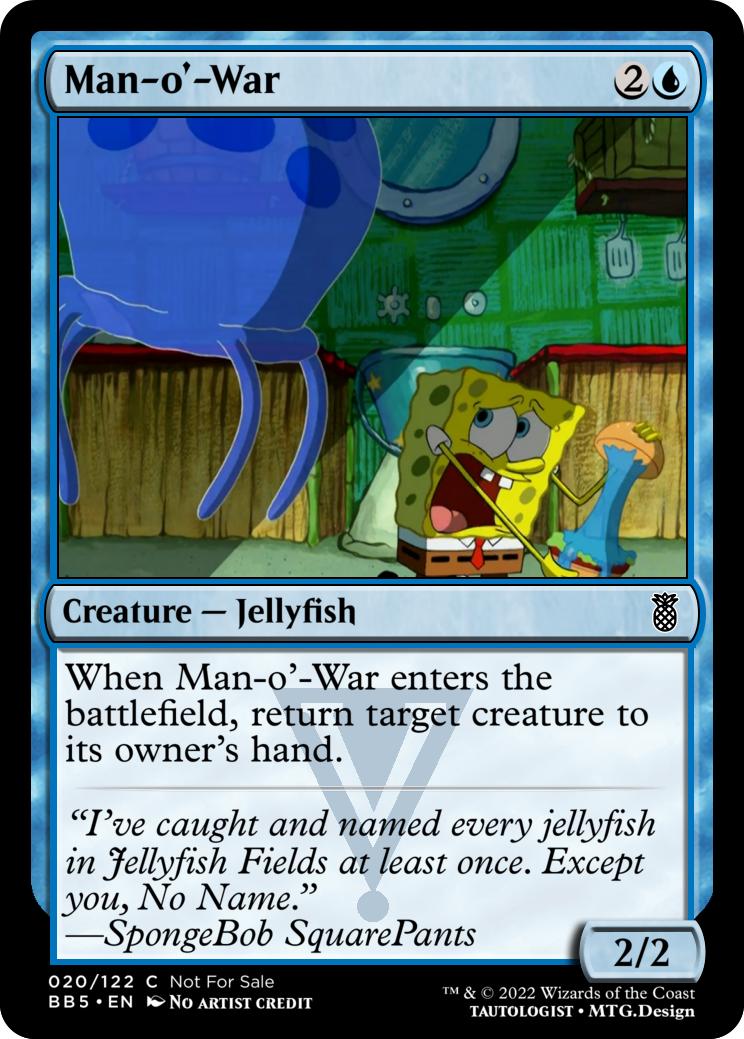 Man-o'-War 2
Creature — Jellyfish
When Man-o'-War enters the
battlefield, return target creature to
its owner's hand.
“I've caught and named every jellyfish
in Jellyfish Fields at least once. Except
you, No Name.”
—SpongeBob SquarePants
2/2
020/122 C Not For Sale
BB5 • EN No artist credit
™ & © 2022 Wizards of the Coast
TAUTOLOGIST • MTG.Design